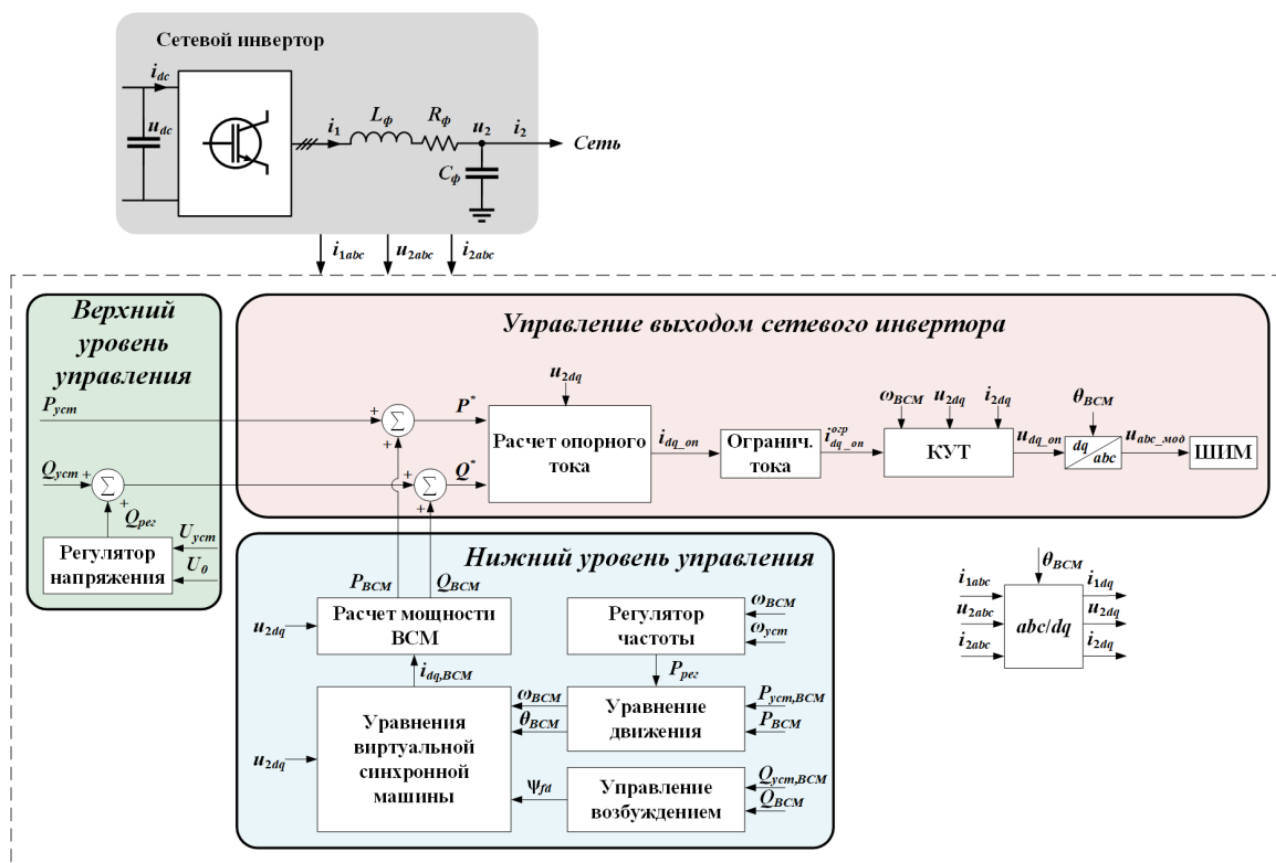 Сетевой инвертор
i_dc
u_dc
i_1
L_ф
R_ф
u_2
i_2
Сеть
C_ф
i_1abc
u_2abc
i_2abc
Верхний
уровень
управления
P_уст
Q_уст
+
Σ
+
Q_рег
Регулятор
напряжения
U_уст
U_0
Управление выходом сетевого инвертора
+
Σ
+
P*
+
Σ
+
Q*
u_2dq
Расчет опорного
тока
i_dq_оп
Огранич.
тока
i_dq_оп^огр
ω_ВСМ
u_2dq
i_2dq
КУТ
u_dq_оп
θ_ВСМ
dq
abc
u_abc_мод
ШИМ
Нижний уровень управления
P_ВСМ
Q_ВСМ
u_2dq
Расчет мощности
ВСМ
i_dq,ВСМ
Регулятор
частоты
ω_ВСМ
ω_уст
P_рег
u_2dq
Уравнения
виртуальной
синхронной
машины
ω_ВСМ
θ_ВСМ
Уравнение
движения
P_уст,ВСМ
P_ВСМ
ψ_fd
Управление
возбуждением
Q_уст,ВСМ
Q_ВСМ
θ_ВСМ
i_1abc
u_2abc
i_2abc
abc/dq
i_1dq
u_2dq
i_2dq